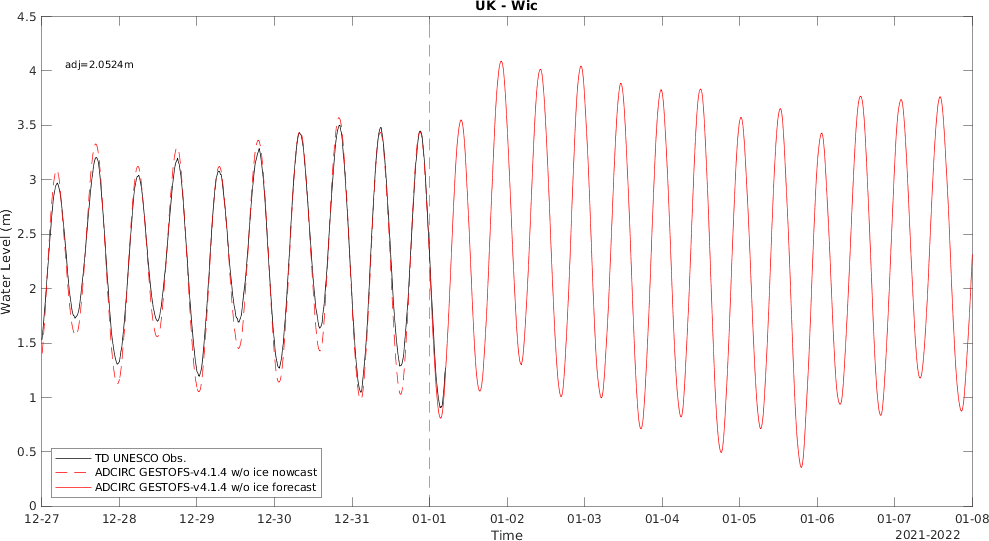 UK - Wic
4.5
4
3.5
3
2.5
2
1.5
1
0.5
0
Water Level (m)
adj=2.0524m
TD UNESCO Obs.
ADCIRC GESTOFS-v4.1.4 w/o ice nowcast
ADCIRC GESTOFS-v4.1.4 w/o ice forecast
12-27 12-28 12-29 12-30 12-31 01-01 01-02 01-03 01-04 01-05 01-06 01-07 01-08
Time
2021-2022